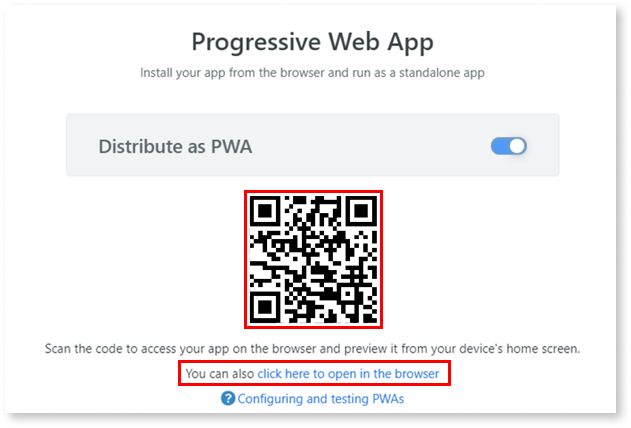 Progressive Web App
Install your app from the browser and run as a standalone app
Distribute as PWA
Scan the code to access your app on the browser and preview it from your device's home screen.
You can also click here to open in the browser
? Configuring and testing PWAs